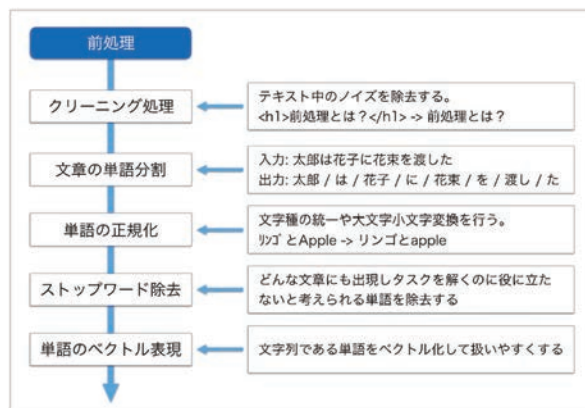 前処理
クリーニング処理
テキスト中のノイズを除去する。
<h1>前処理とは？</h1> -> 前処理とは？
文章の単語分割
入力: 太郎は花子に花束を渡した
出力: 太郎 / は / 花子 / に / 花束 / を / 渡し / た
単語の正規化
文字種の統一や大文字小文字変換を行う。
ﾘﾝｺﾞとApple -> リンゴとapple
ストップワード除去
どんな文章にも出現しタスクを解くのに役に立た
ないと考えられる単語を除去する
単語のベクトル表現
文字列である単語をベクトル化して扱いやすくする